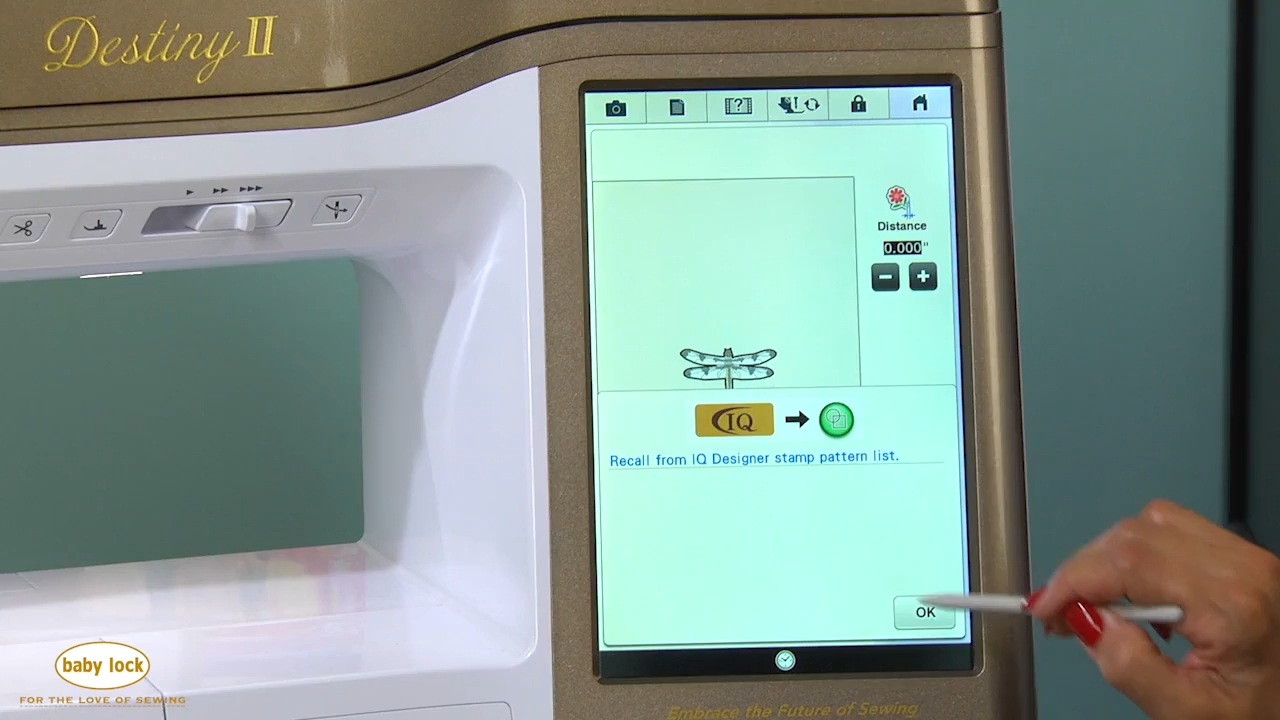 Destiny II
Distance
0.000"
IQ
Recall from IQ Designer stamp pattern list.
OK
baby lock
FOR THE LOVE OF SEWING
Embrace the Future of Sewing